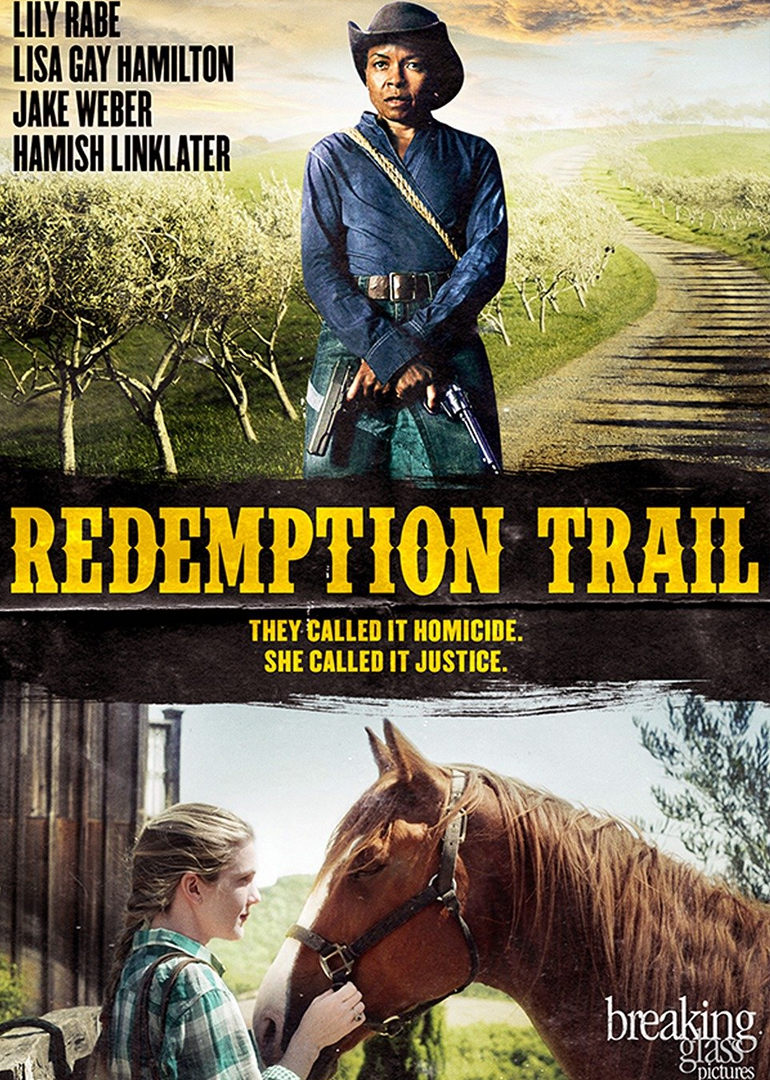 LILY RABE
LISA GAY HAMILTON
JAKE WEBER
HAMISH LINKLATER
REDEMPTION TRAIL
THEY CALLED IT HOMICIDE.
SHE CALLED IT JUSTICE.
breaking
glass
pictures